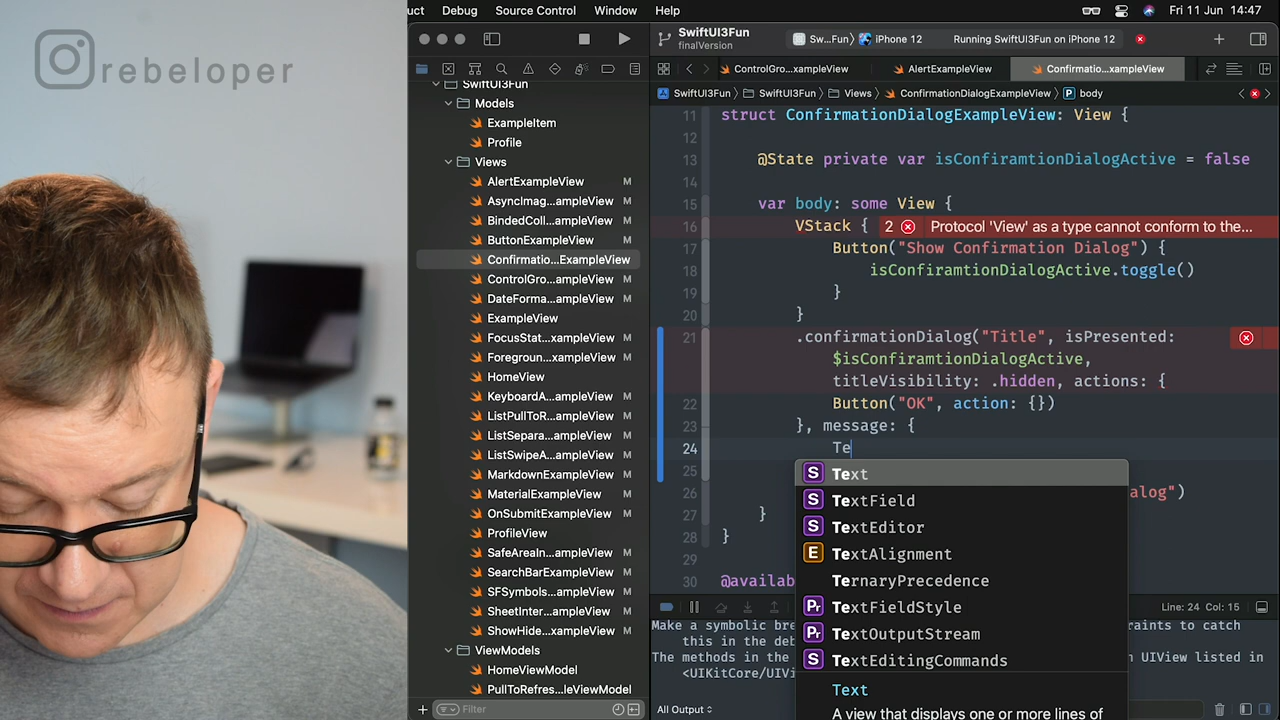 rebeloper
uct Debug Source Control Window Help Fri 11 Jun 14:47
SwiftUI3Fun
finalVersion
Sw...Fun⟩ iPhone 12
Running SwiftUI3Fun on iPhone 12
ControlGro...xampleView
AlertExampleView
Confirmatio...xampleView
SwiftUI3Fun
SwiftUI3Fun
Views
ConfirmationDialogExampleView
P body
SwiftUI3Fun
Models
ExampleItem
Profile
Views
AlertExampleView M
AsyncImag...ampleView M
BindedColl...ampleView M
ButtonExampleView M
Confirmatio...ExampleView
ControlGro...ampleView M
DateForma...ampleView M
ExampleView
FocusStat...xampleView M
Foregroun...xampleView M
HomeView
KeyboardA...ampleView M
ListPullToR...ampleView M
ListSepara...ampleView M
ListSwipeA...ampleView M
MarkdownExampleView M
MaterialExampleView M
OnSubmitExampleView M
ProfileView
SafeAreaIn...ampleView M
SearchBarExampleView M
SFSymbols...ampleView M
SheetInter...ampleView M
ShowHide...xampleView M
ViewModels
HomeViewModel
PullToRefres...leViewModel
Filter
11 struct ConfirmationDialogExampleView: View {
12
13 @State private var isConfiramtionDialogActive = false
14
15 var body: some View {
16 VStack { 2 Protocol 'View' as a type cannot conform to the...
17 Button("Show Confirmation Dialog") {
18 isConfiramtionDialogActive.toggle()
19 }
20 }
21 .confirmationDialog("Title", isPresented:
$isConfiramtionDialogActive,
titleVisibility: .hidden, actions: {
22 Button("OK", action: {})
23 }, message: {
24 Te
25
26 alog")
27 }
28 }
29
30 @availab
S Text
S TextField
S TextEditor
E TextAlignment
TernaryPrecedence
Pr TextFieldStyle
Pr TextOutputStream
S TextEditingCommands
Text
A view that displays one or more lines of
Line: 24 Col: 15
Make a symbolic bre raints to catch
this in the deb
The methods in the n UIView listed in
<UIKitCore/UIVi
All Output